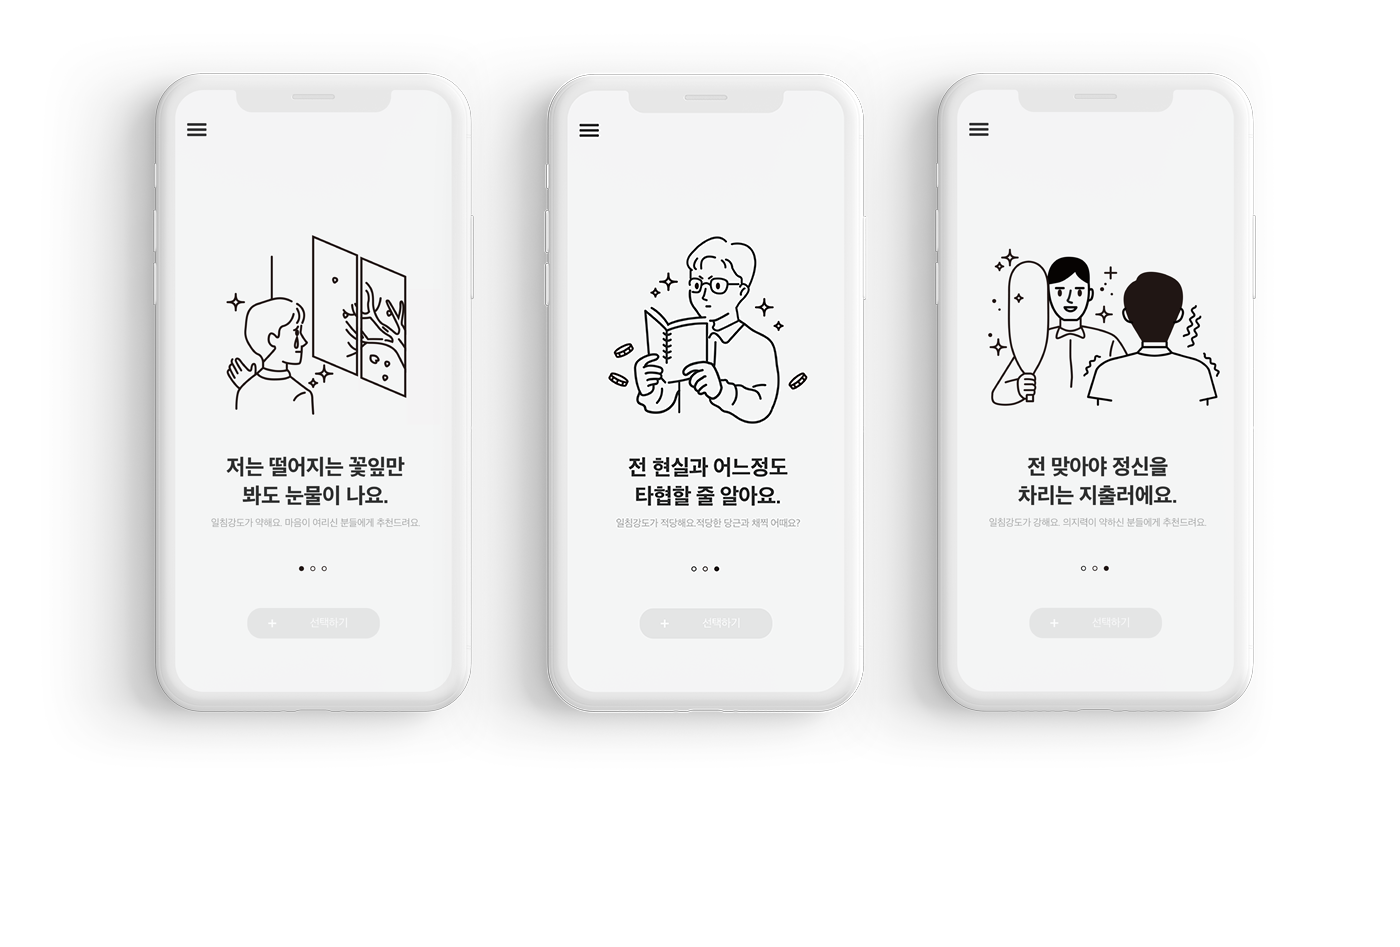 저는 떨어지는 꽃잎만
봐도 눈물이 나요.
일침강도가 약해요. 마음이 여리신 분들에게 추천드려요.
+ 선택하기
전 현실과 어느정도
타협할 줄 알아요.
일침강도가 적당해요.적당한 당근과 채찍 어때요?
+ 선택하기
전 맞아야 정신을
차리는 지출러에요.
일침강도가 강해요. 의지력이 약하신 분들에게 추천드려요.
+ 선택하기